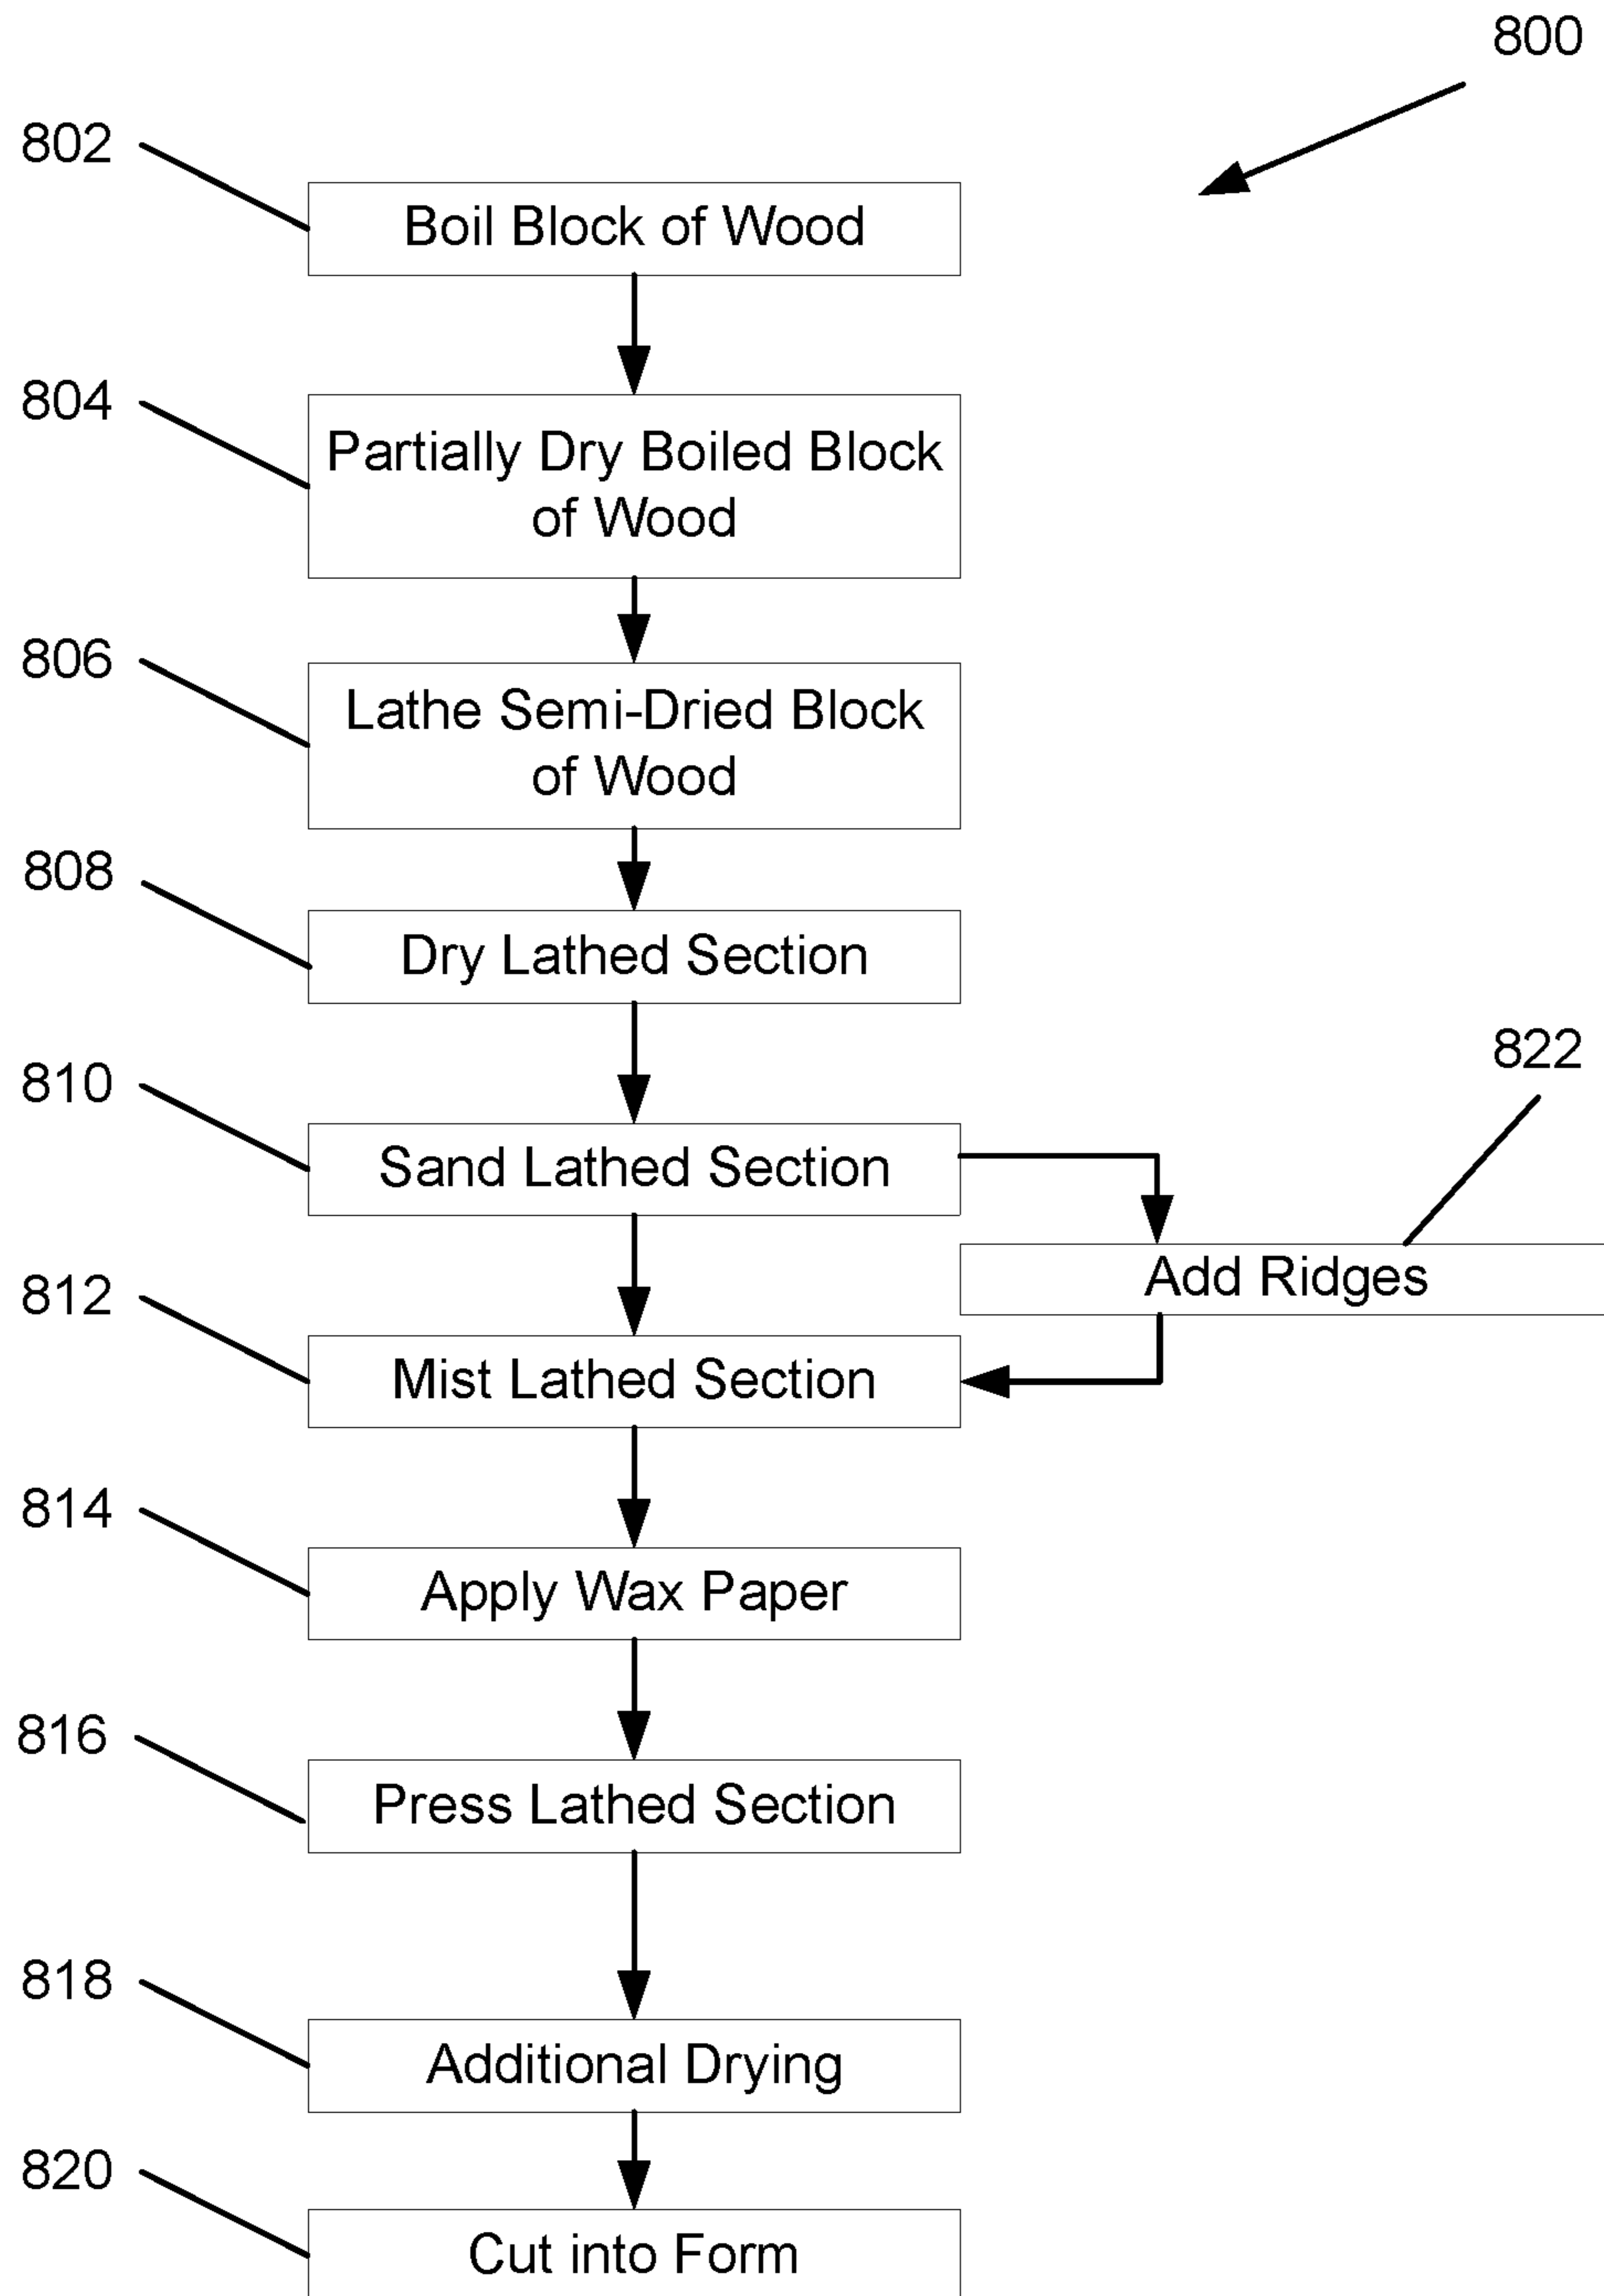 800
802
Boil Block of Wood
804
Partially Dry Boiled Block
of Wood
806
Lathe Semi-Dried Block
of Wood
808
Dry Lathed Section
810
Sand Lathed Section
822
Add Ridges
812
Mist Lathed Section
814
Apply Wax Paper
816
Press Lathed Section
818
Additional Drying
820
Cut into Form